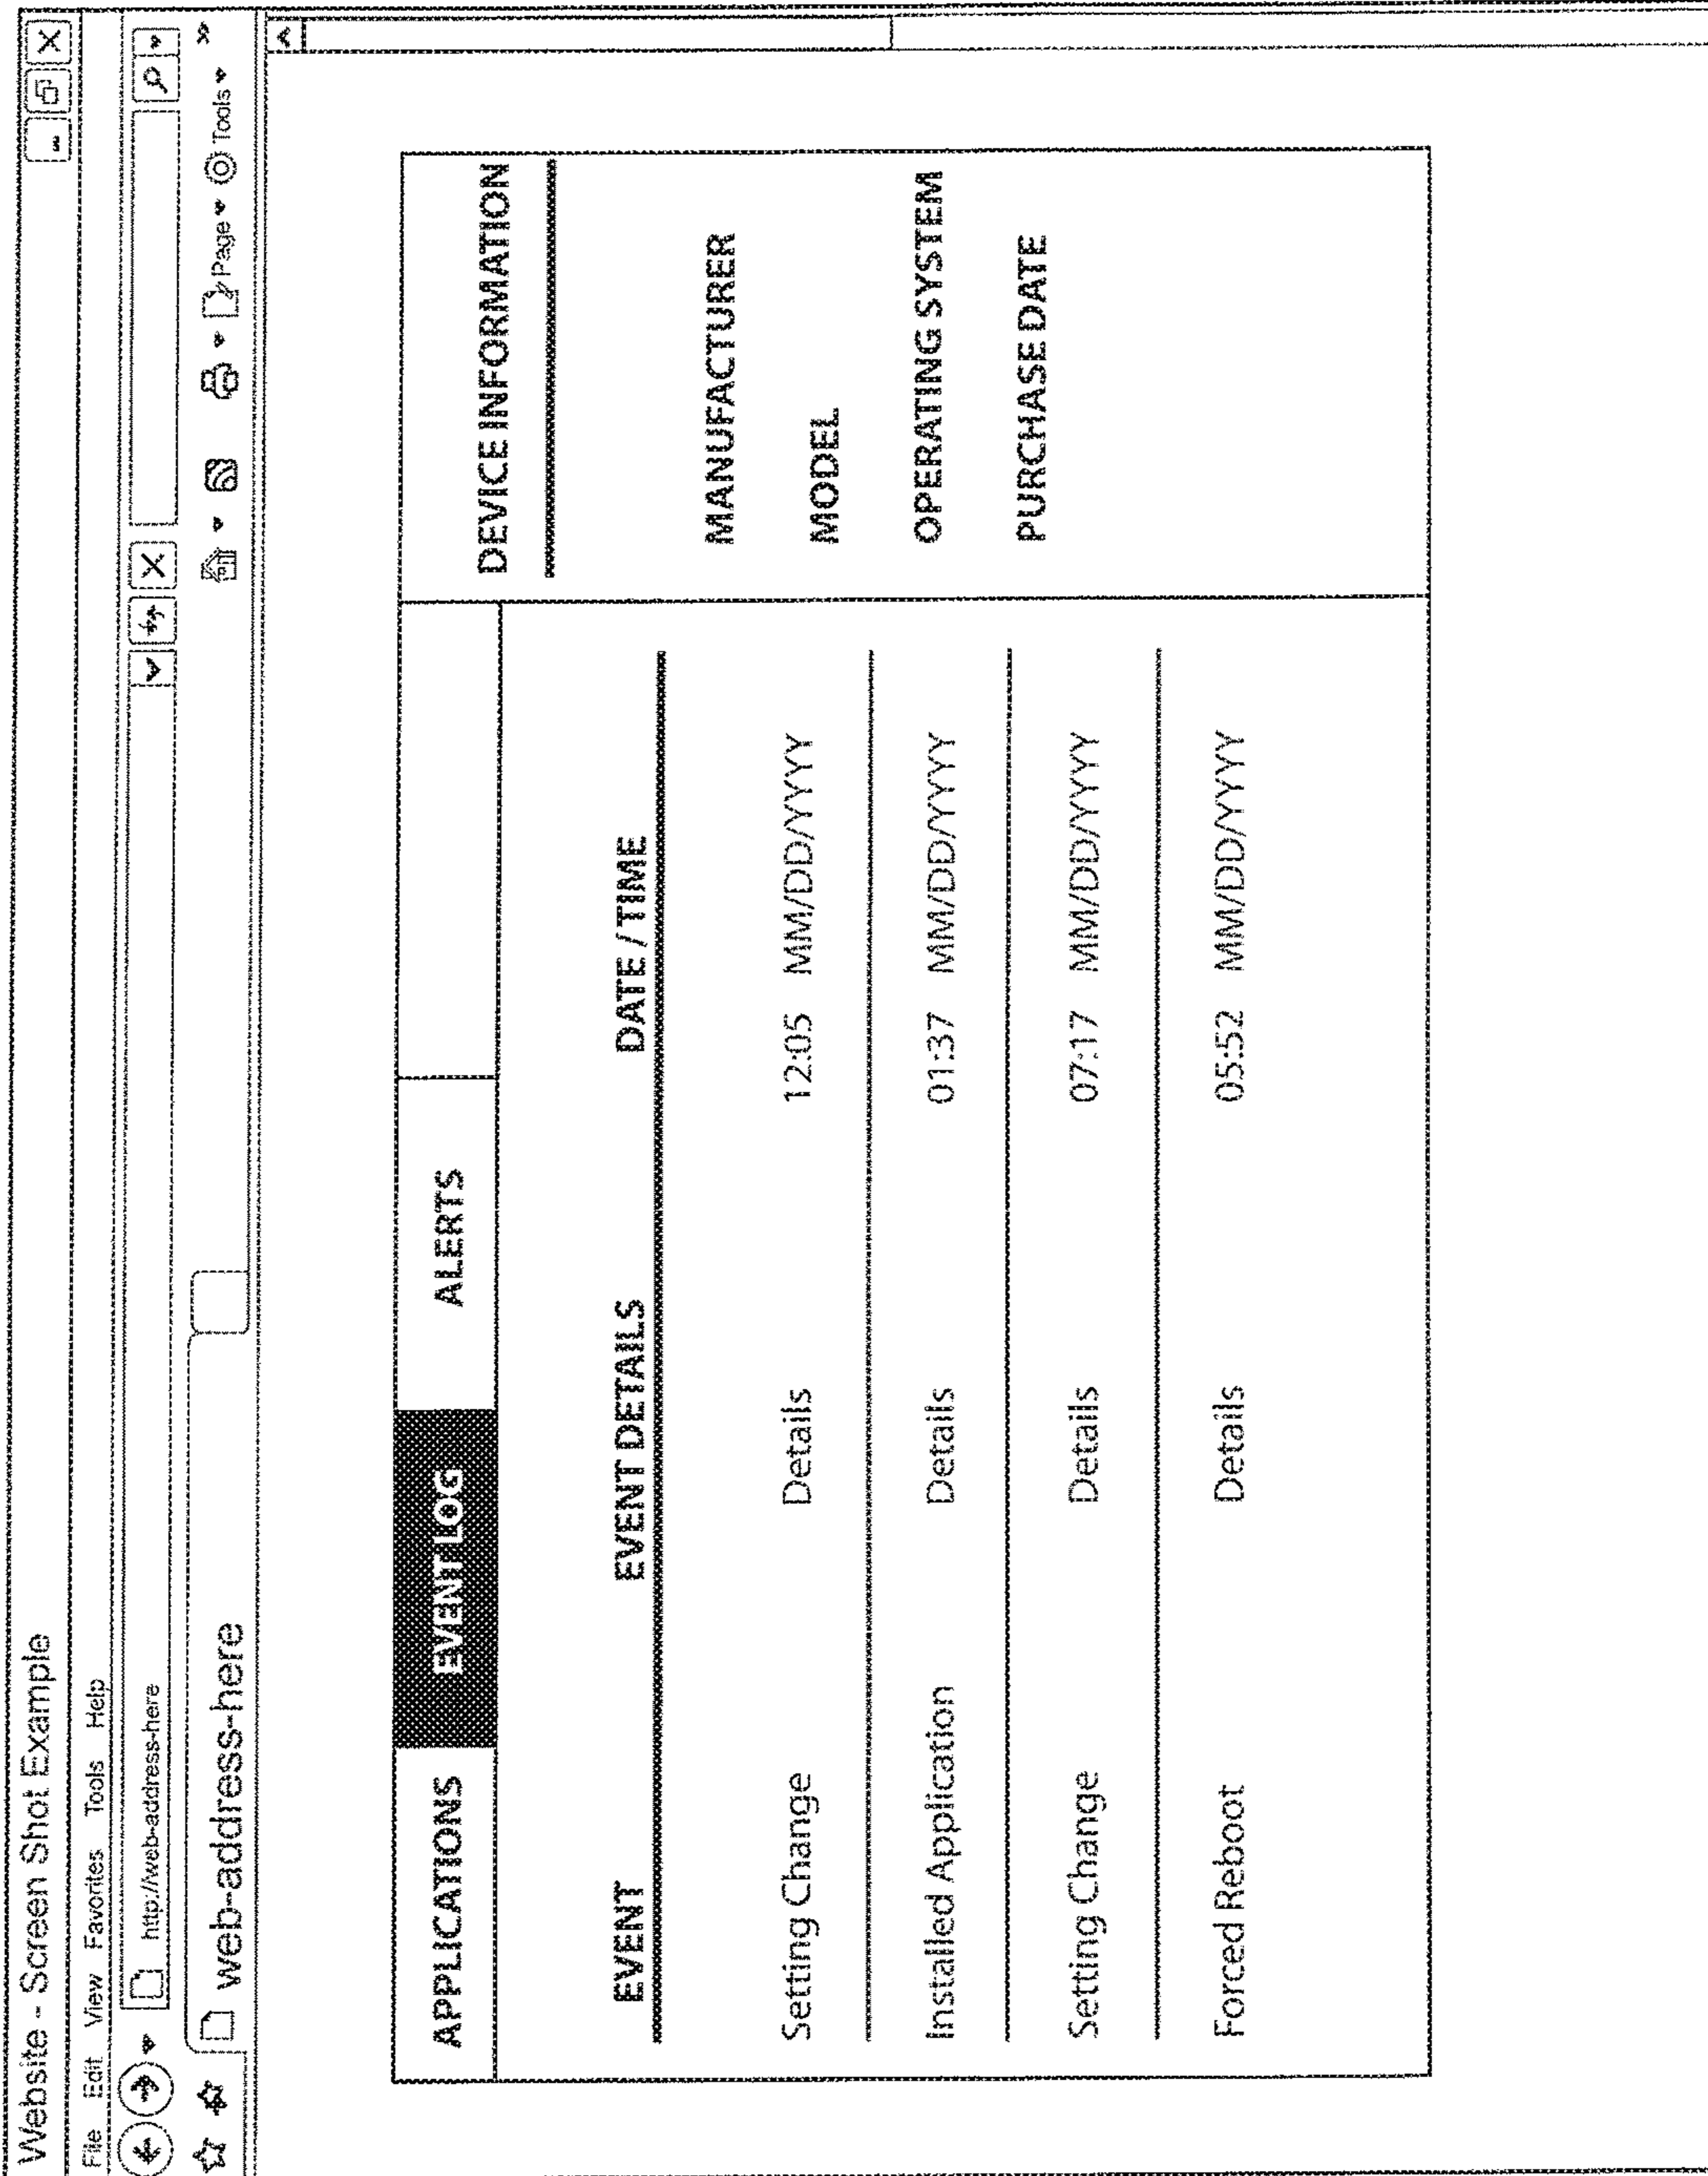 Website - Screen Shot Example
File Edit View Favorites Tools Help
http://web-address-here
web-address-here
Page Tools
APPLICATIONS EVENT LOG ALERTS
DEVICE INFORMATION
EVENT EVENT DETAILS DATE / TIME
MANUFACTURER
Setting Change Details 12:05 MM/DD/YYYY
MODEL
Installed Application Details 01:37 MM/DD/YYYY
OPERATING SYSTEM
Setting Change Details 07:17 MM/DD/YYYY
PURCHASE DATE
Forced Reboot Details 05:52 MM/DD/YYYY